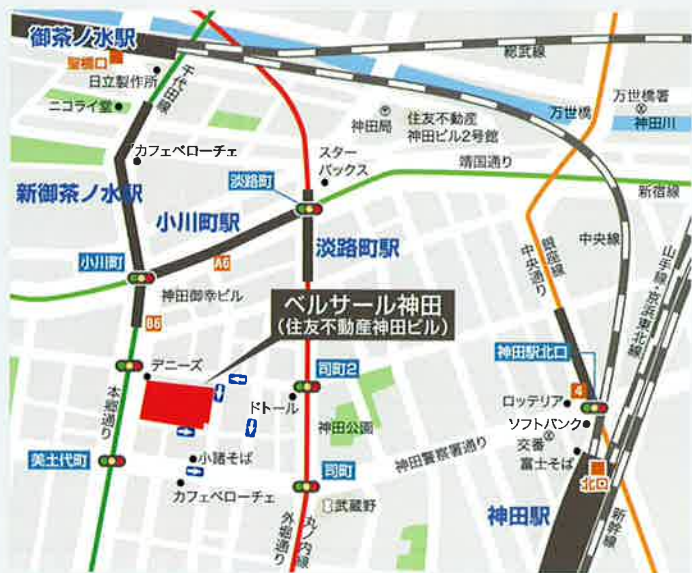 御茶ノ水駅
聖橋口
日立製作所
ニコライ堂
千代田線
カフェベローチェ
新御茶ノ水駅
小川町駅
小川町
A6
B6
神田御幸ビル
淡路町
淡路町駅
スター
バックス
神田局
住友不動産
神田ビル2号館
総武線
万世橋
万世橋署
神田川
靖国通り
新宿線
中央線
銀座線
中央通り
山手線・京浜東北線
ベルサール神田
(住友不動産神田ビル)
デニーズ
本郷通り
美土代町
小諸そば
カフェベローチェ
ドトール
司町2
神田公園
司町
武蔵野
丸ノ内線
外堀通り
神田警察署通り
神田駅北口
4
ロッテリア
ソフトバンク
交番
富士そば
北口
神田駅
新幹線